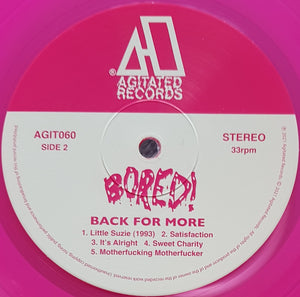 ®
AGITATED
RECORDS
AGIT060
SIDE 2
STEREO
33rpm
BORED!
BACK FOR MORE
1. Little Suzie (1993) 2. Satisfaction
3. It's Alright 4. Sweet Charity
5. Motherfucking Motherfucker